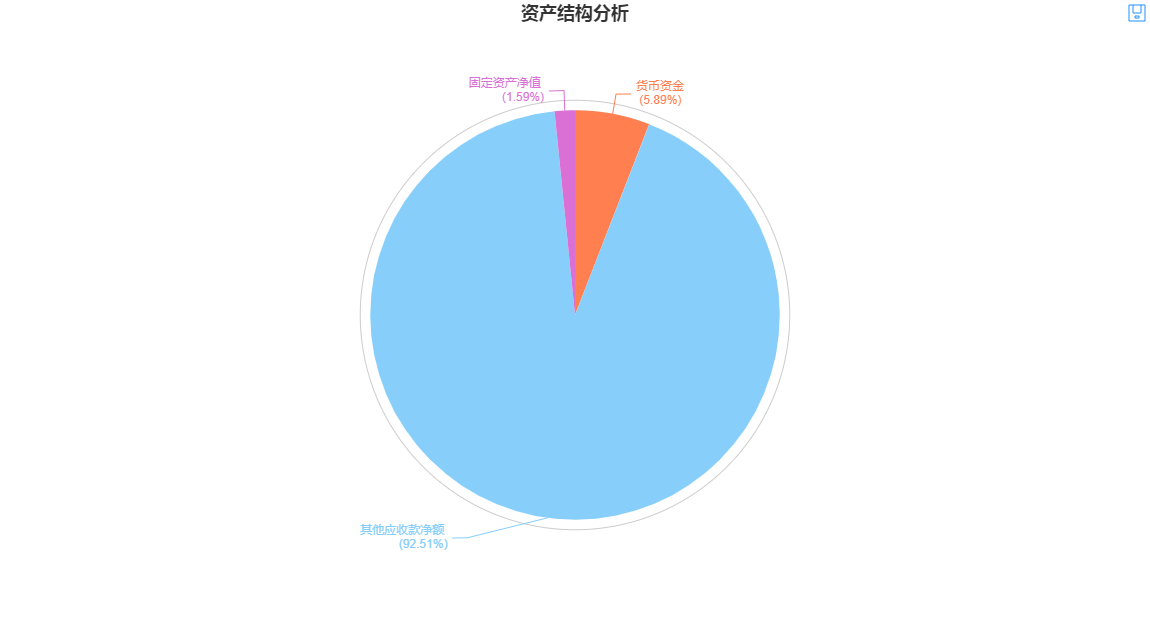 资产结构分析
固定资产净值
(1.59%)
货币资金
(5.89%)
其他应收款净额
(92.51%)